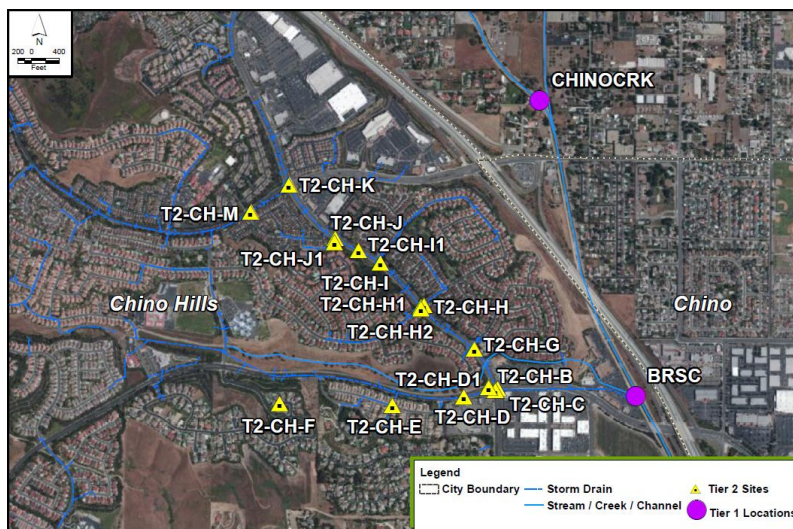 N
200 0 400
Feet
CHINOCRK
T2-CH-K
T2-CH-M
T2-CH-J
T2-CH-I1
T2-CH-J1
T2-CH-I
Chino Hills
T2-CH-H1
T2-CH-H
Chino
T2-CH-H2
T2-CH-G
T2-CH-D1
T2-CH-B
BRSC
T2-CH-C
T2-CH-D
T2-CH-F
T2-CH-E
Legend
City Boundary
Storm Drain
Tier 2 Sites
Stream / Creek / Channel
Tier 1 Locations